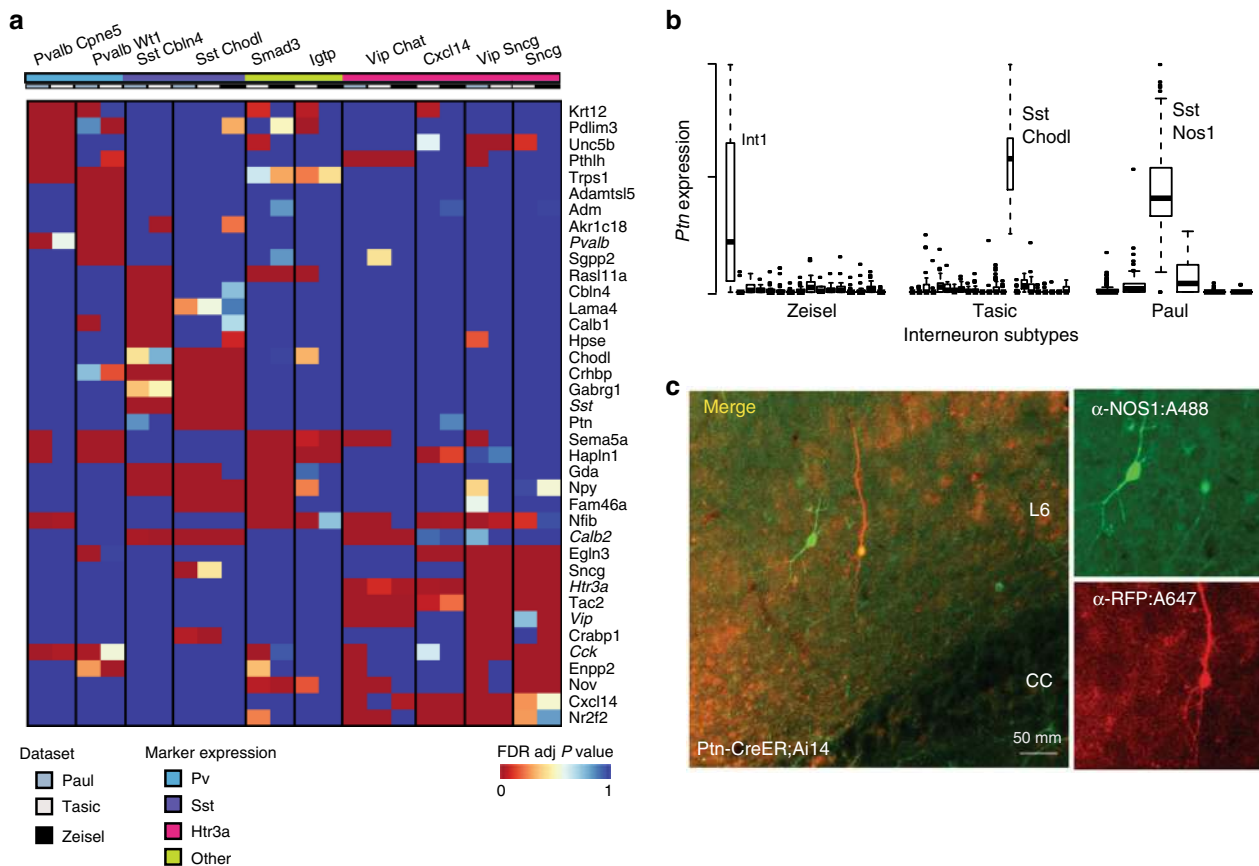 a
Pvalb Cpne5
Pvalb Wt1
Sst Cbln4
Sst Chodl
Smad3
Igtp
Vip Chat
Cxcl14
Vip Sncg
Sncg
Krt12
Pdlim3
Unc5b
Pthlh
Trps1
Adamtsl5
Adm
Akr1c18
Pvalb
Sgpp2
Rasl11a
Cbln4
Lama4
Calb1
Hpse
Chodl
Crhbp
Gabrg1
Sst
Ptn
Sema5a
Hapln1
Gda
Npy
Fam46a
Nfib
Calb2
Egln3
Sncg
Htr3a
Tac2
Vip
Crabp1
Cck
Enpp2
Nov
Cxcl14
Nr2f2
Dataset
Paul
Tasic
Zeisel
Marker expression
Pv
Sst
Htr3a
Other
FDR adj P value
0 1
b
Ptn expression
Int1
Sst
Chodl
Sst
Nos1
Zeisel
Tasic
Paul
Interneuron subtypes
c
Merge
L6
CC
50 mm
Ptn-CreER;Ai14
α-NOS1:A488
α-RFP:A647